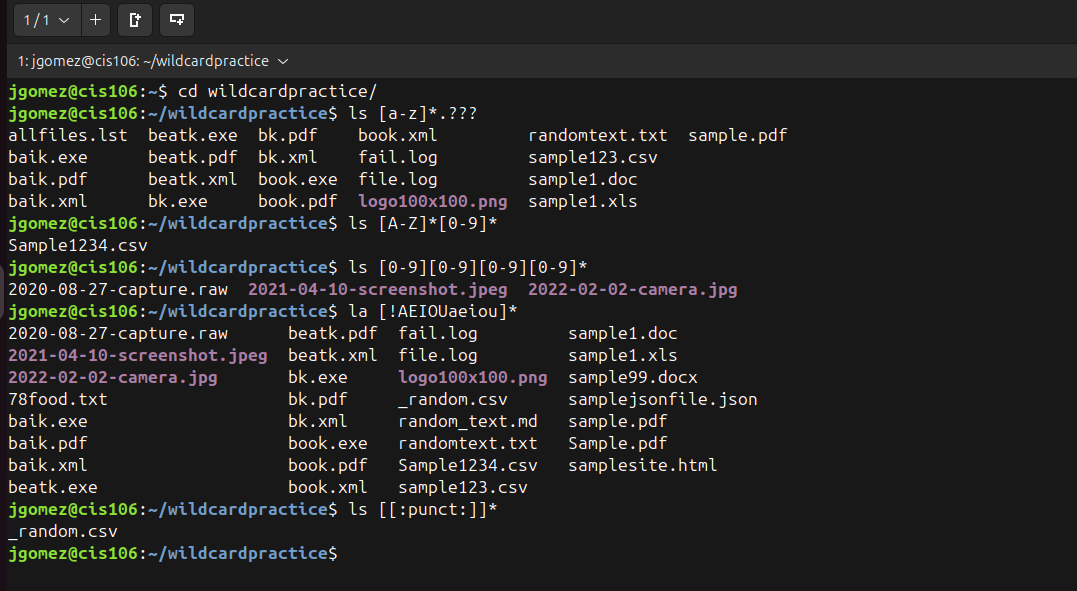 1 / 1
1: jgomez@cis106: ~/wildcardpractice
jgomez@cis106:~$ cd wildcardpractice/
jgomez@cis106:~/wildcardpractice$ ls [a-z]*.???
allfiles.lst  beatk.exe  bk.pdf    book.xml         randomtext.txt  sample.pdf
baik.exe      beatk.pdf  bk.xml    fail.log         sample123.csv
baik.pdf      beatk.xml  book.exe  file.log         sample1.doc
baik.xml      bk.exe     book.pdf  logo100x100.png  sample1.xls
jgomez@cis106:~/wildcardpractice$ ls [A-Z]*[0-9]*
Sample1234.csv
jgomez@cis106:~/wildcardpractice$ ls [0-9][0-9][0-9][0-9]*
2020-08-27-capture.raw  2021-04-10-screenshot.jpeg  2022-02-02-camera.jpg
jgomez@cis106:~/wildcardpractice$ la [!AEIOUaeiou]*
2020-08-27-capture.raw      beatk.pdf  fail.log         sample1.doc
2021-04-10-screenshot.jpeg  beatk.xml  file.log         sample1.xls
2022-02-02-camera.jpg       bk.exe     logo100x100.png  sample99.docx
78food.txt                  bk.pdf     _random.csv      samplejsonfile.json
baik.exe                    bk.xml     random_text.md   sample.pdf
baik.pdf                    book.exe   randomtext.txt   Sample.pdf
baik.xml                    book.pdf   Sample1234.csv   samplesite.html
beatk.exe                   book.xml   sample123.csv
jgomez@cis106:~/wildcardpractice$ ls [[:punct:]]*
_random.csv
jgomez@cis106:~/wildcardpractice$